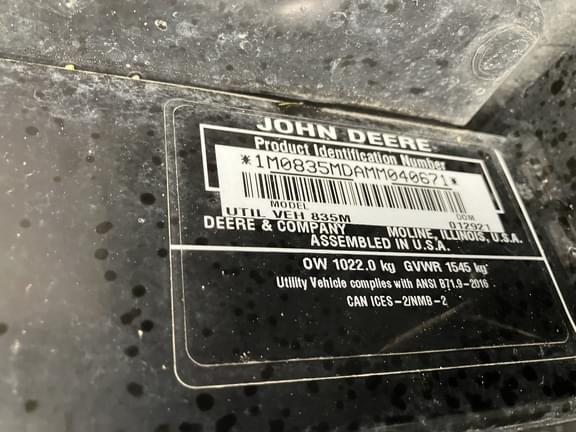 JOHN DEERE
Product Identification Number
*1M0835MDAMM040671*
MODEL DOM
UTIL VEH 835M 012921
DEERE & COMPANY MOLINE, ILLINOIS, U.S.A.
ASSEMBLED IN U.S.A.
OW 1022.0 kg GVWR 1545 kg
Utility Vehicle complies with ANSI B71.9-2016
CAN ICES-2/NMB-2